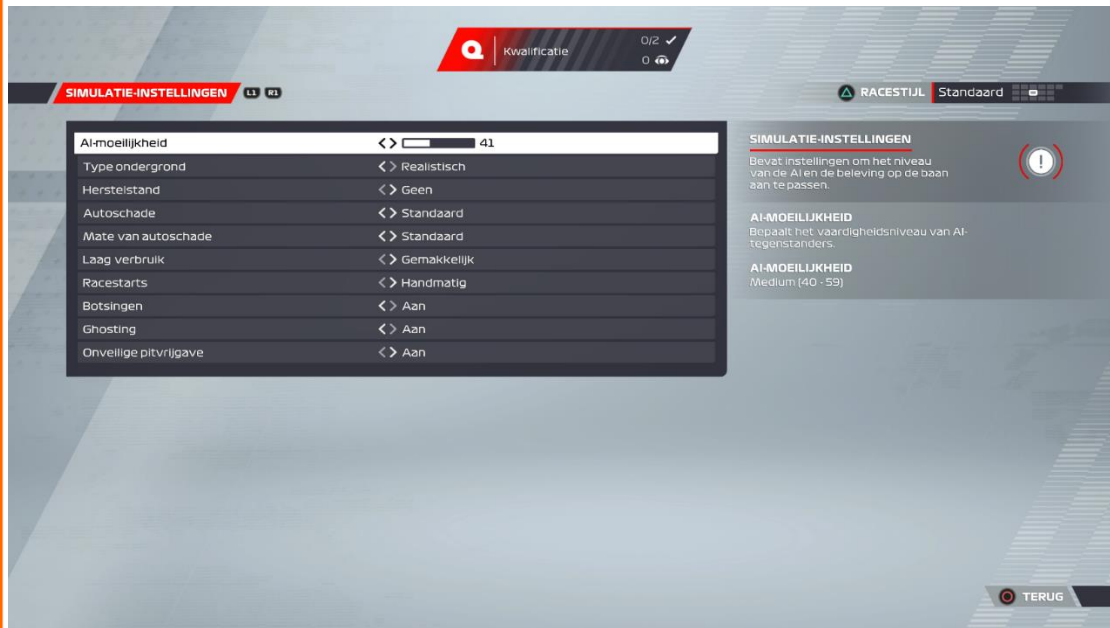 Q Kwalificatie 0/2
0
SIMULATIE-INSTELLINGEN L1 R1
RACESTIJL Standaard
AI-moeilijkheid 41
Type ondergrond Realistisch
Herstelstand Geen
Autoschade Standaard
Mate van autoschade Standaard
Laag verbruik Gemakkelijk
Racestarts Handmatig
Botsingen Aan
Ghosting Aan
Onveilige pitvrijgave Aan
SIMULATIE-INSTELLINGEN
Bevat instellingen om het niveau
van de AI en de beleving op de baan
aan te passen.
AI-MOEILIJKHEID
Bepaalt het vaardigheidsniveau van AI-
tegenstanders.
AI-MOEILIJKHEID
Medium (40 - 59)
TERUG